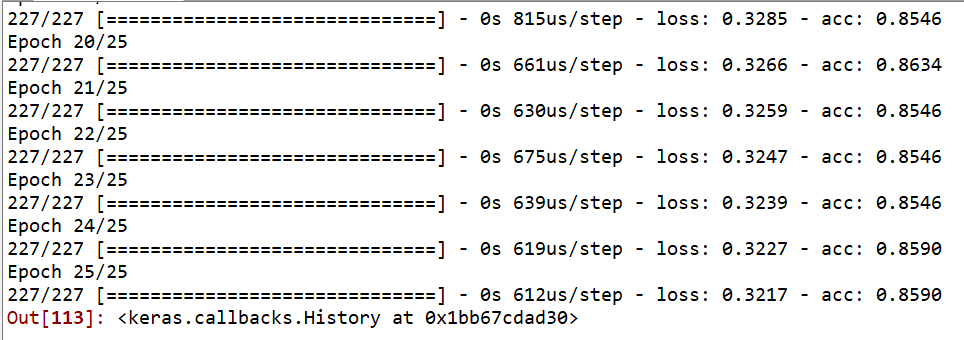 227/227 [==============================] - 0s 815us/step - loss: 0.3285 - acc: 0.8546
Epoch 20/25
227/227 [==============================] - 0s 661us/step - loss: 0.3266 - acc: 0.8634
Epoch 21/25
227/227 [==============================] - 0s 630us/step - loss: 0.3259 - acc: 0.8546
Epoch 22/25
227/227 [==============================] - 0s 675us/step - loss: 0.3247 - acc: 0.8546
Epoch 23/25
227/227 [==============================] - 0s 639us/step - loss: 0.3239 - acc: 0.8546
Epoch 24/25
227/227 [==============================] - 0s 619us/step - loss: 0.3227 - acc: 0.8590
Epoch 25/25
227/227 [==============================] - 0s 612us/step - loss: 0.3217 - acc: 0.8590
Out[113]: <keras.callbacks.History at 0x1bb67cdad30>